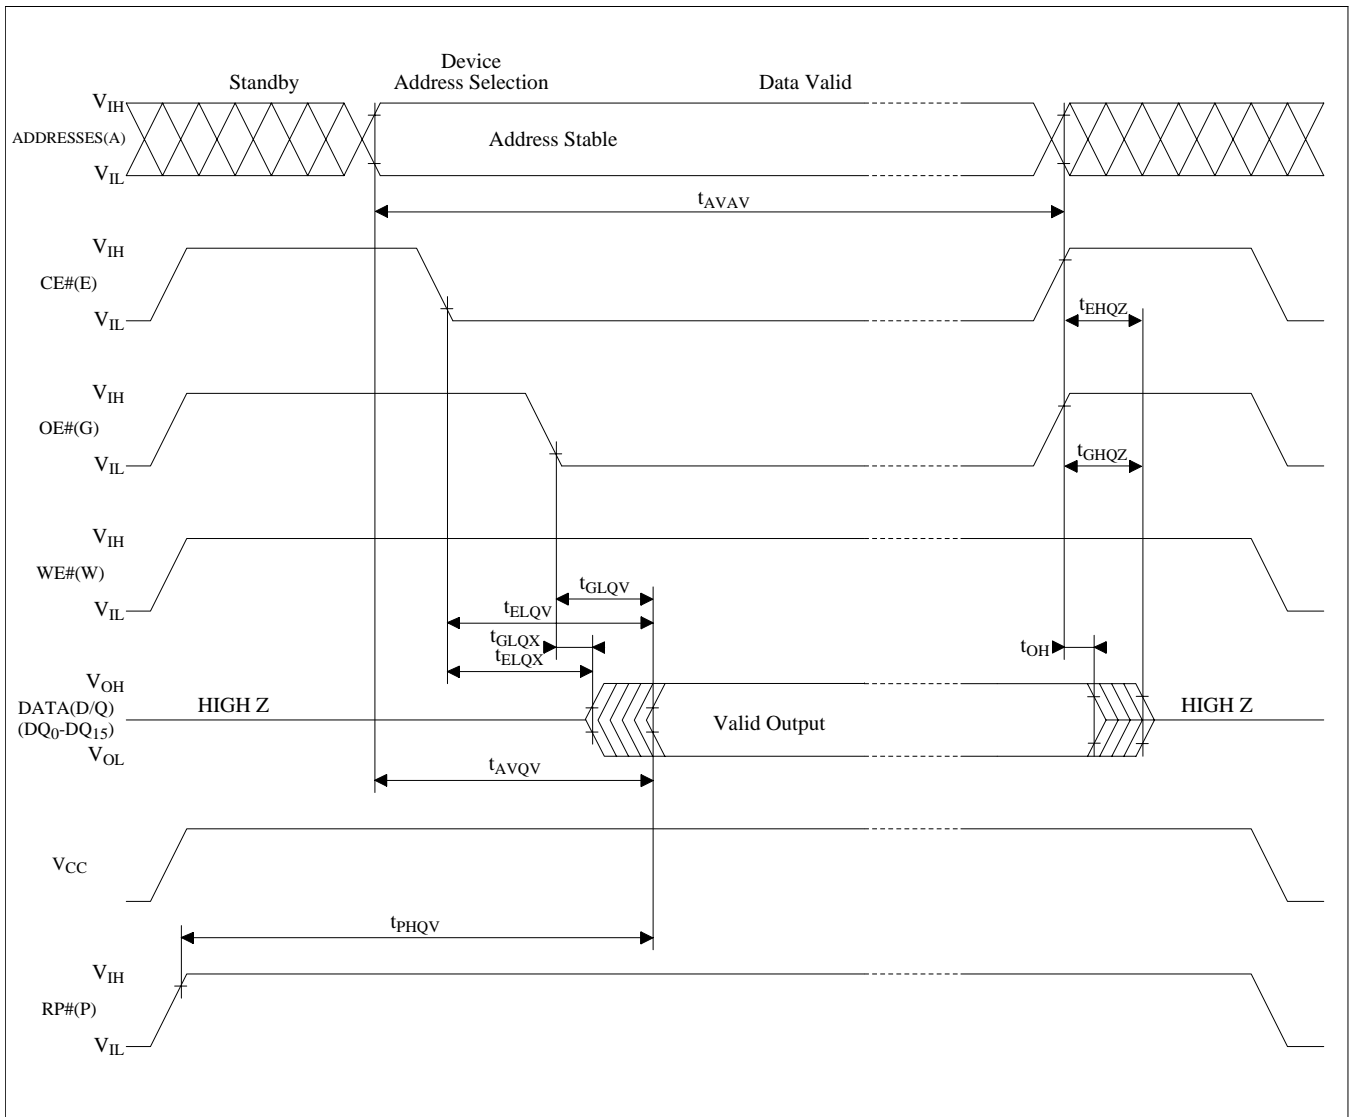 Device
Standby Address Selection Data Valid
VIH
ADDRESSES(A) Address Stable
VIL
tAVAV
VIH
CE#(E)
tEHQZ
VIL
VIH
OE#(G)
tGHQZ
VIL
VIH
WE#(W)
tGLQV
VIL
tELQV
tGLQX
tOH
tELQX
VOH
DATA(D/Q) HIGH Z HIGH Z
(DQ0-DQ15) Valid Output
VOL
tAVQV
VCC
tPHQV
VIH
RP#(P)
VIL